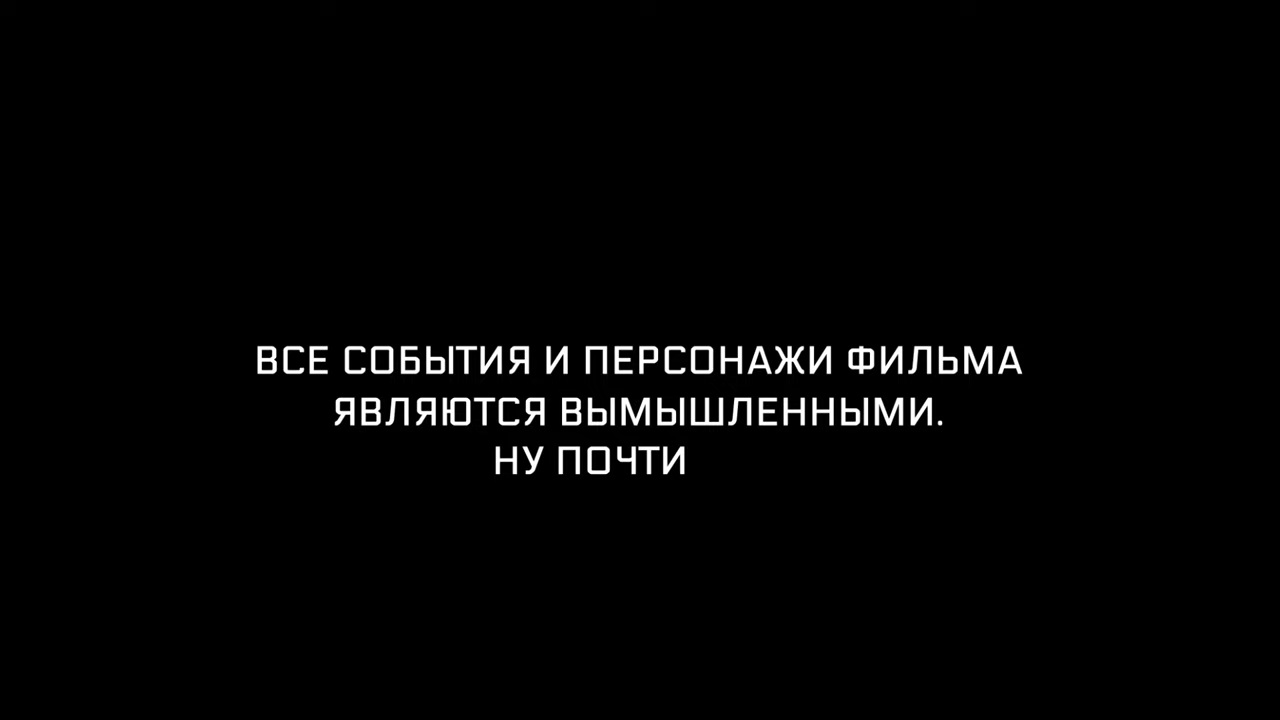 ВСЕ СОБЫТИЯ И ПЕРСОНАЖИ ФИЛЬМА
ЯВЛЯЮТСЯ ВЫМЫШЛЕННЫМИ.
НУ ПОЧТИ